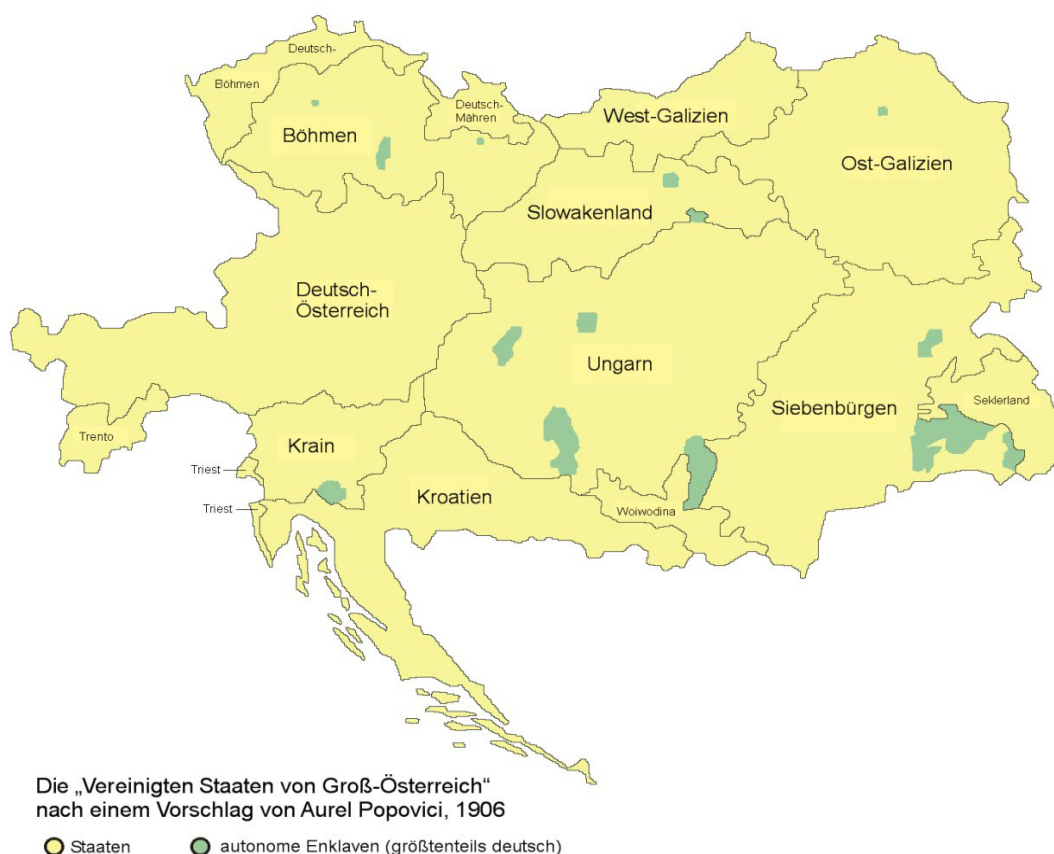 Deutsch-
Böhmen
Deutsch-
Mähren
Böhmen
West-Galizien
Ost-Galizien
Slowakenland
Deutsch-
Österreich
Ungarn
Siebenbürgen
Seklerland
Trento
Krain
Triest
Triest
Kroatien
Woiwodina
Die „Vereinigten Staaten von Groß-Österreich“
nach einem Vorschlag von Aurel Popovici, 1906
Staaten
autonome Enklaven (größtenteils deutsch)